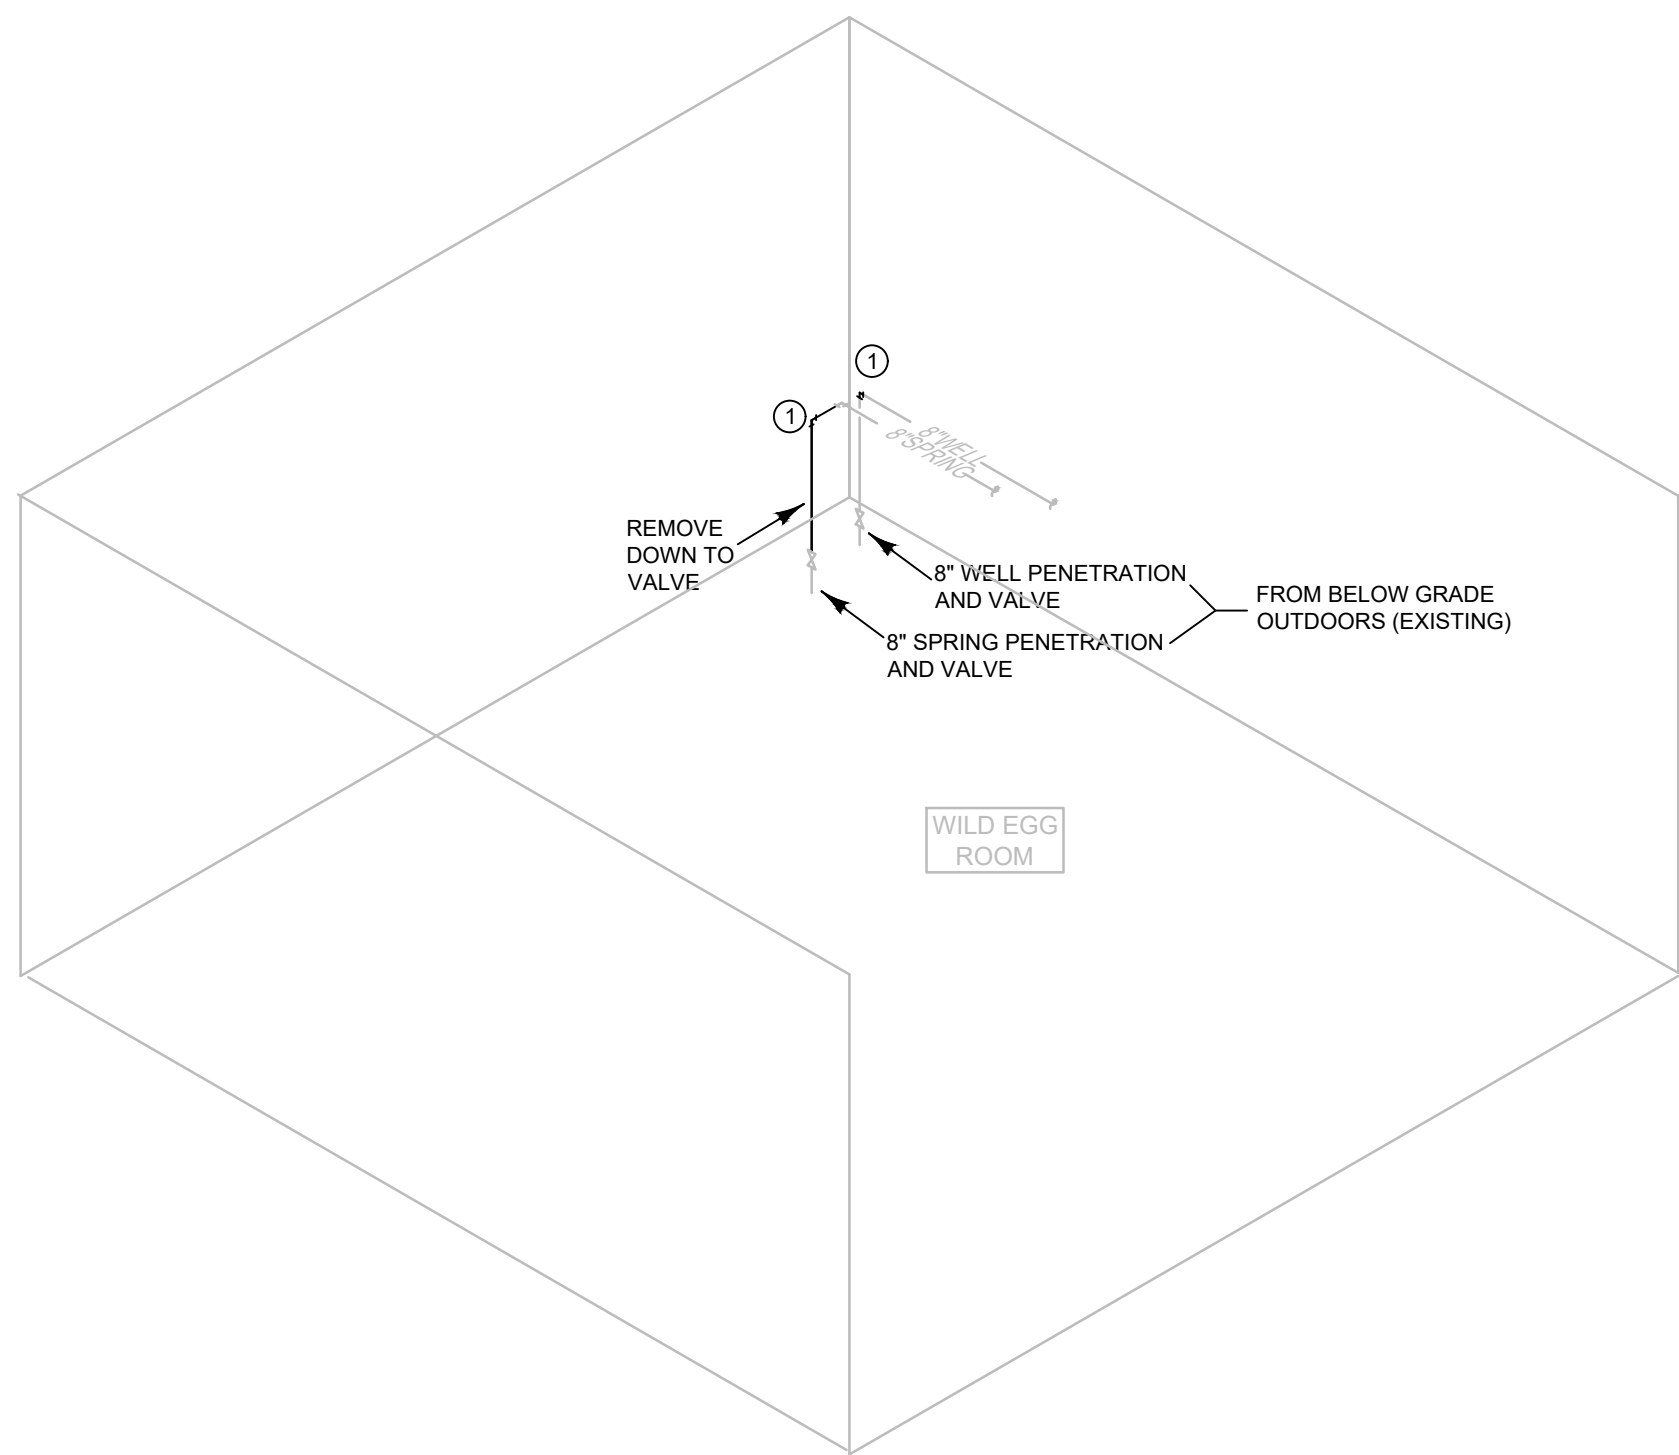 1
1
8"WELL
8"SPRING
REMOVE
DOWN TO
VALVE
8" WELL PENETRATION
AND VALVE
FROM BELOW GRADE
OUTDOORS (EXISTING)
8" SPRING PENETRATION
AND VALVE
WILD EGG
ROOM